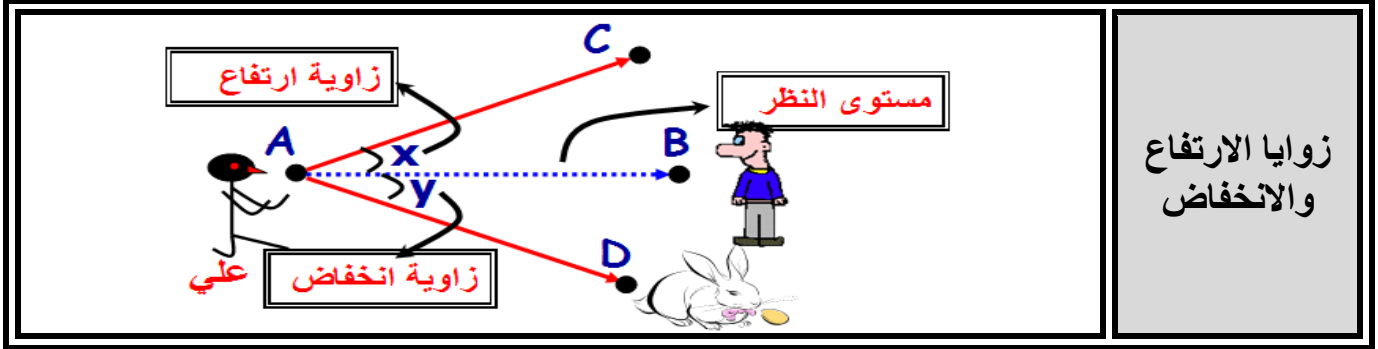 زوايا الارتفاع
والانخفاض
C
زاوية ارتفاع
مستوى النظر
A
B
x
y
D
زاوية انخفاض
علي